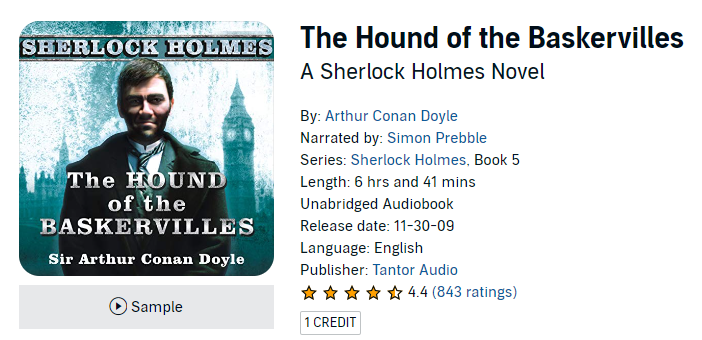 SHERLOCK HOLMES
The HOUND
of the
BASKERVILLES
Sir Arthur Conan Doyle
Sample
The Hound of the Baskervilles
A Sherlock Holmes Novel
By: Arthur Conan Doyle
Narrated by: Simon Prebble
Series: Sherlock Holmes, Book 5
Length: 6 hrs and 41 mins
Unabridged Audiobook
Release date: 11-30-09
Language: English
Publisher: Tantor Audio
4.4 (843 ratings)
1 CREDIT